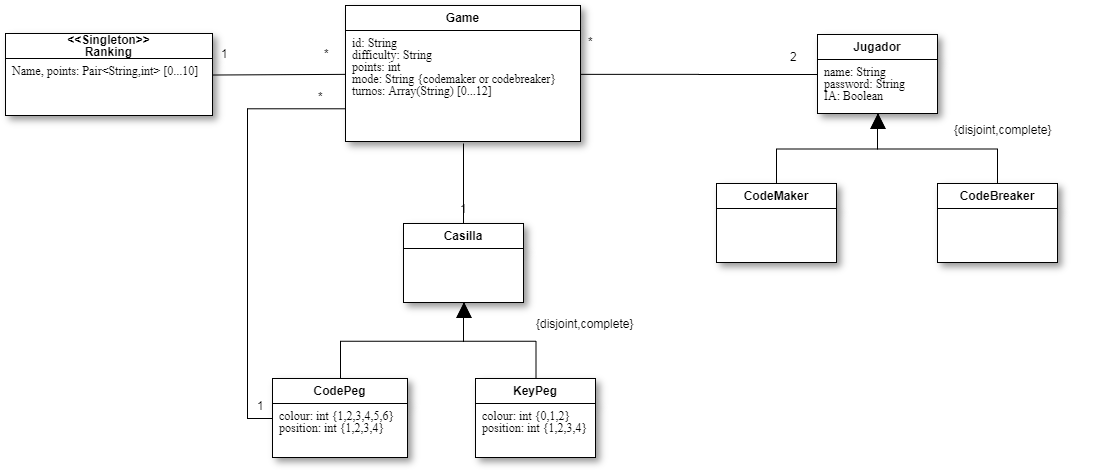 <<Singleton>>
Ranking
Name, points: Pair<String,int> [0...10]
1
*
Game
id: String
difficulty: String
points: int
mode: String {codemaker or codebreaker}
turnos: Array(String) [0...12]
*
2
Jugador
name: String
password: String
IA: Boolean
*
{disjoint,complete}
CodeMaker
CodeBreaker
1
Casilla
{disjoint,complete}
1
CodePeg
colour: int {1,2,3,4,5,6}
position: int {1,2,3,4}
KeyPeg
colour: int {0,1,2}
position: int {1,2,3,4}